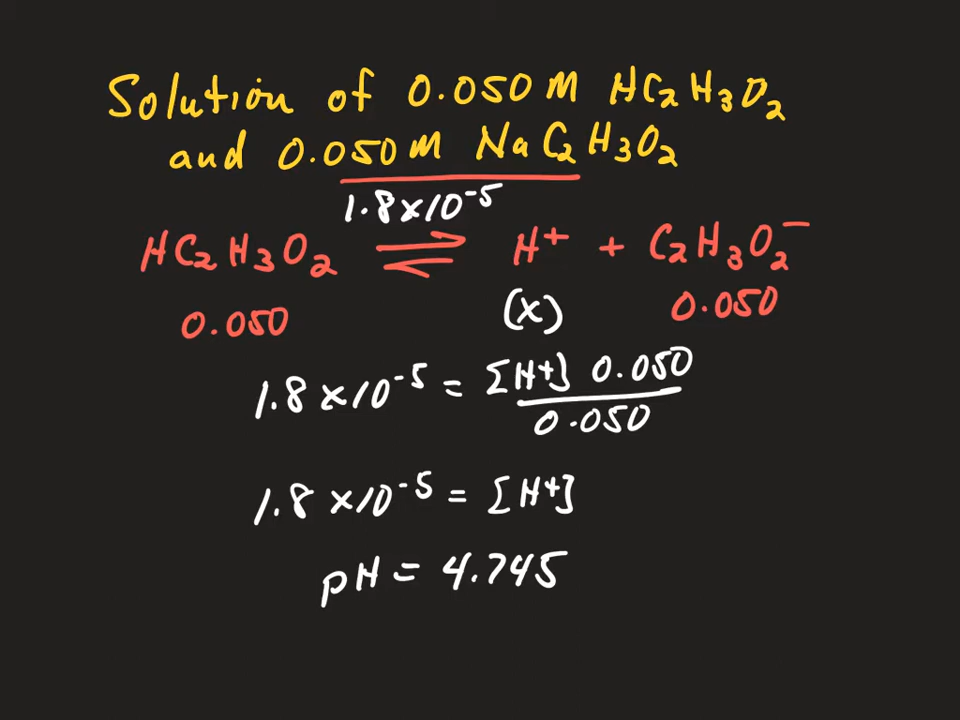 Solution of 0.050 M HC₂H₃O₂
and 0.050 M NaC₂H₃O₂
1.8×10⁻⁵
HC₂H₃O₂ ⇌ H⁺ + C₂H₃O₂⁻
0.050 (x) 0.050
1.8×10⁻⁵ = [H⁺] 0.050
0.050
1.8×10⁻⁵ = [H⁺]
pH = 4.745